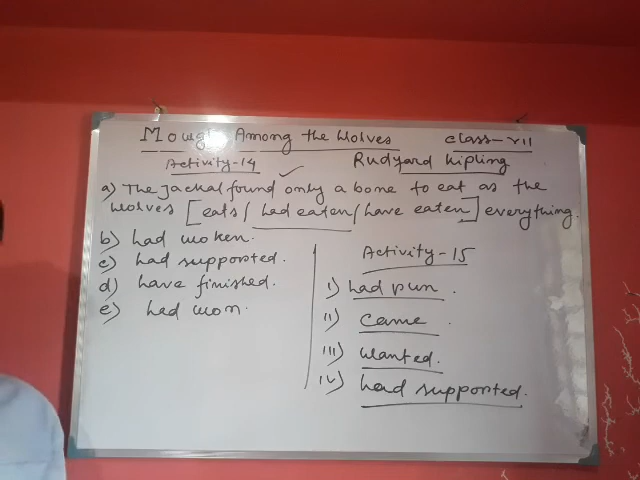 Mowgli Among the Wolves class-VII
Activity-14 Rudyard Kipling
a) The Jackal found only a bone to eat as the
wolves [eats/had eaten/have eaten] everything.
b) had woken.
c) had supported.
d) have finished.
e) had won.
Activity-15
i) had run.
ii) came.
iii) wanted.
iv) had supported.